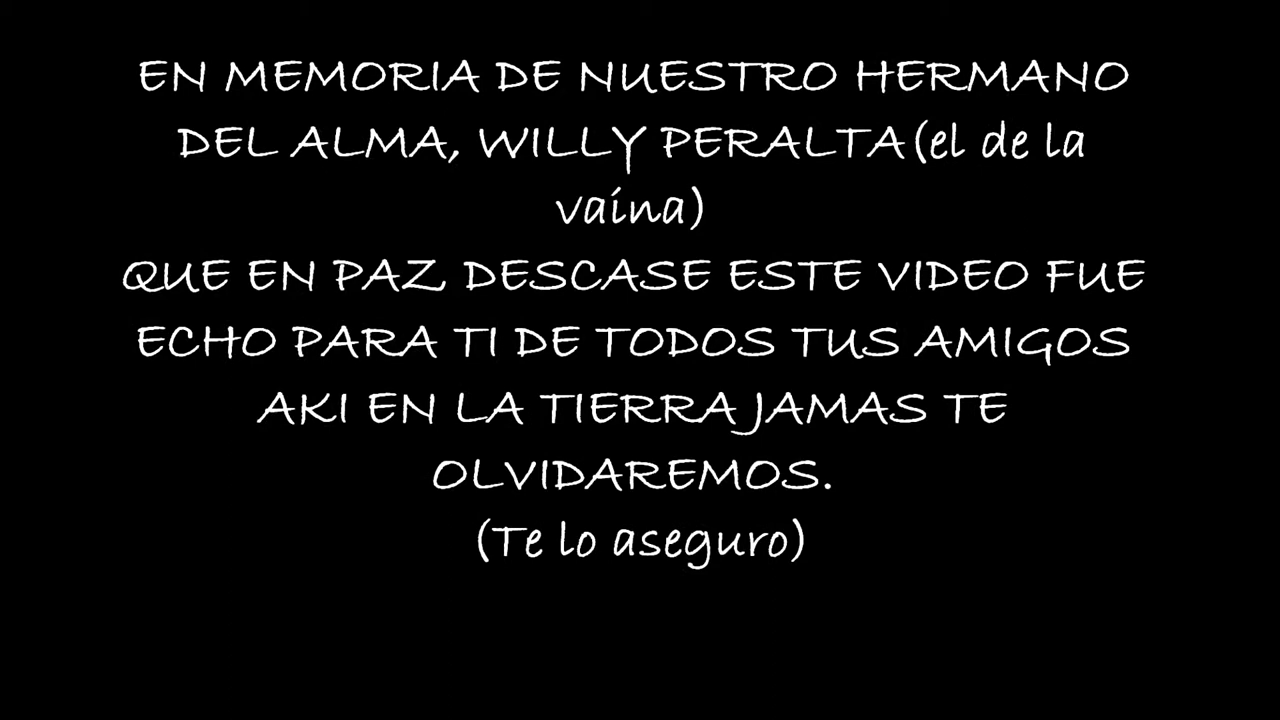 EN MEMORIA DE NUESTRO HERMANO
DEL ALMA, WILLY PERALTA(el de la
vaina)
QUE EN PAZ DESCASE ESTE VIDEO FUE
ECHO PARA TI DE TODOS TUS AMIGOS
AKI EN LA TIERRA JAMAS TE
OLVIDAREMOS.
(Te lo aseguro)